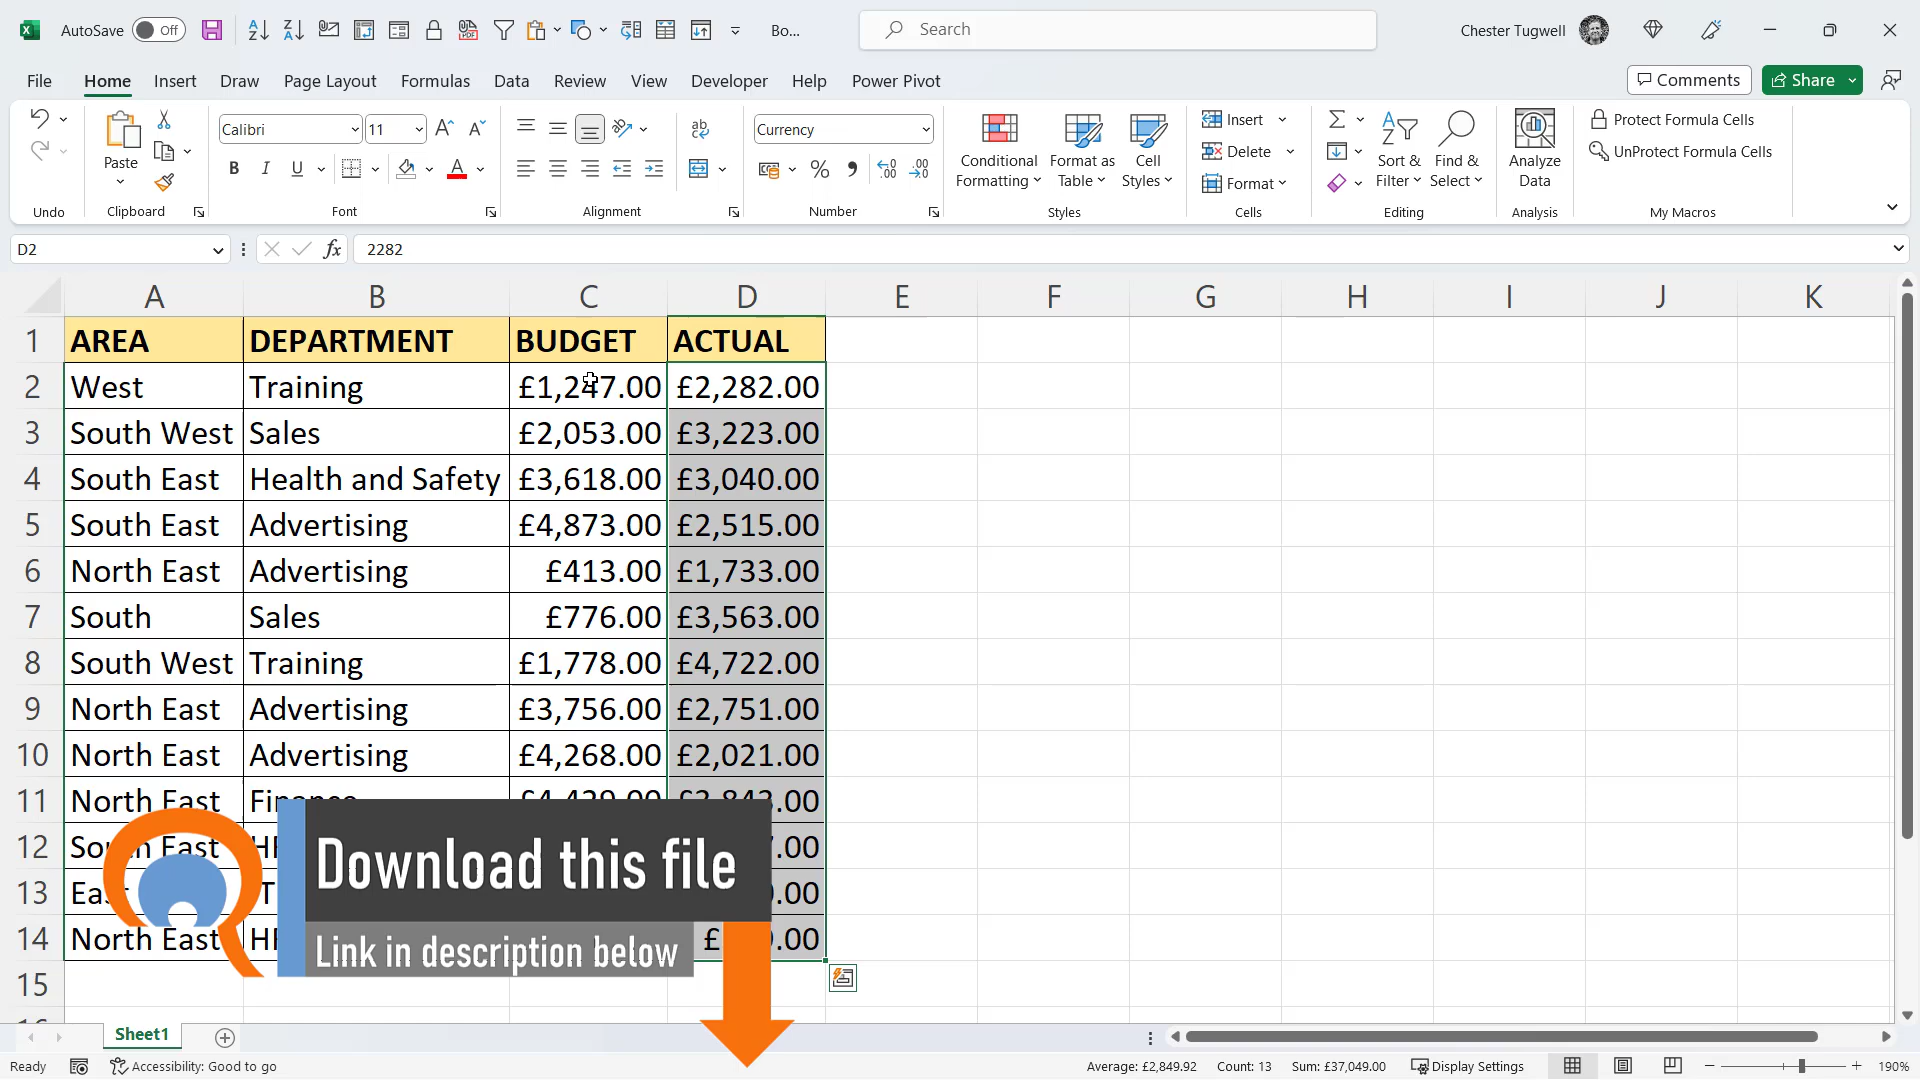 AutoSave Off Bo... Search Chester Tugwell
File Home Insert Draw Page Layout Formulas Data Review View Developer Help Power Pivot Comments Share
Paste Calibri 11 Currency Conditional Formatting Format as Table Cell Styles Insert Delete Format Sort & Filter Find & Select Analyze Data Protect Formula Cells UnProtect Formula Cells
Undo Clipboard Font Alignment Number Styles Cells Editing Analysis My Macros
D2 fx 2282
A B C D E F G H I J K
1 AREA DEPARTMENT BUDGET ACTUAL
2 West Training £1,247.00 £2,282.00
3 South West Sales £2,053.00 £3,223.00
4 South East Health and Safety £3,618.00 £3,040.00
5 South East Advertising £4,873.00 £2,515.00
6 North East Advertising £413.00 £1,733.00
7 South Sales £776.00 £3,563.00
8 South West Training £1,778.00 £4,722.00
9 North East Advertising £3,756.00 £2,751.00
10 North East Advertising £4,268.00 £2,021.00
11 North East Finance
12 South East
13
14 North East
15
Download this file
Link in description below
Sheet1
Ready Accessibility: Good to go Average: £2,849.92 Count: 13 Sum: £37,049.00 Display Settings 190%